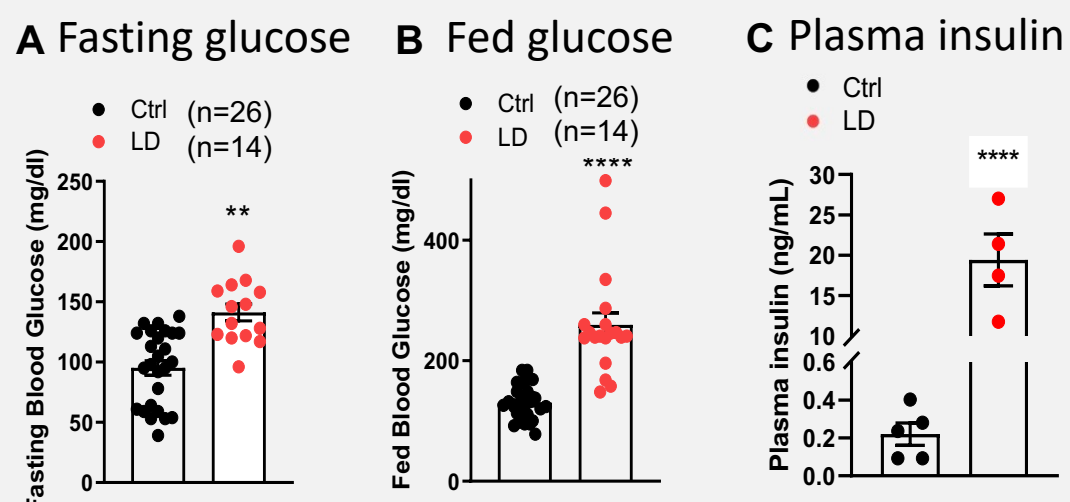 A Fasting glucose
Ctrl (n=26)
LD (n=14)
Fasting Blood Glucose (mg/dl)
250
200
150
100
50
0
**
B Fed glucose
Ctrl (n=26)
LD (n=14)
Fed Blood Glucose (mg/dl)
400
200
0
****
C Plasma insulin
Ctrl
LD
Plasma insulin (ng/mL)
30
25
20
15
10
0.6
0.4
0.2
0.0
****